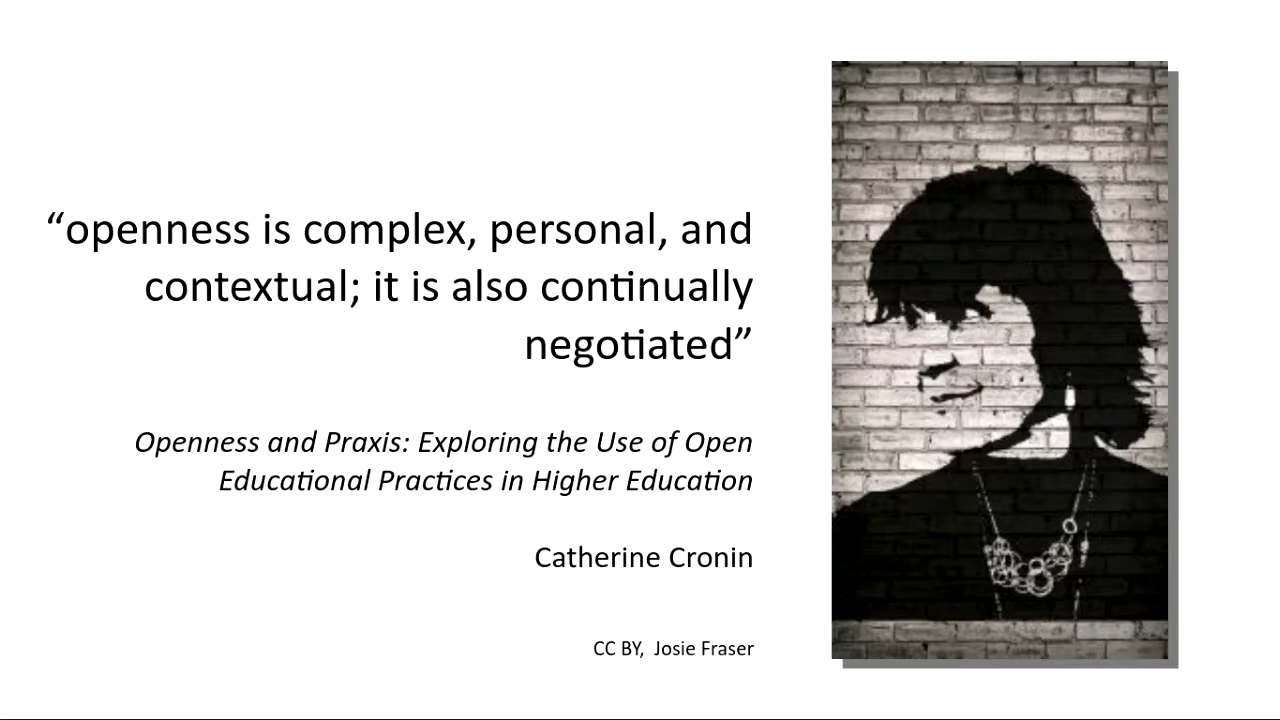 “openness is complex, personal, and
contextual; it is also continually
negotiated”
Openness and Praxis: Exploring the Use of Open
Educational Practices in Higher Education
Catherine Cronin
CC BY, Josie Fraser